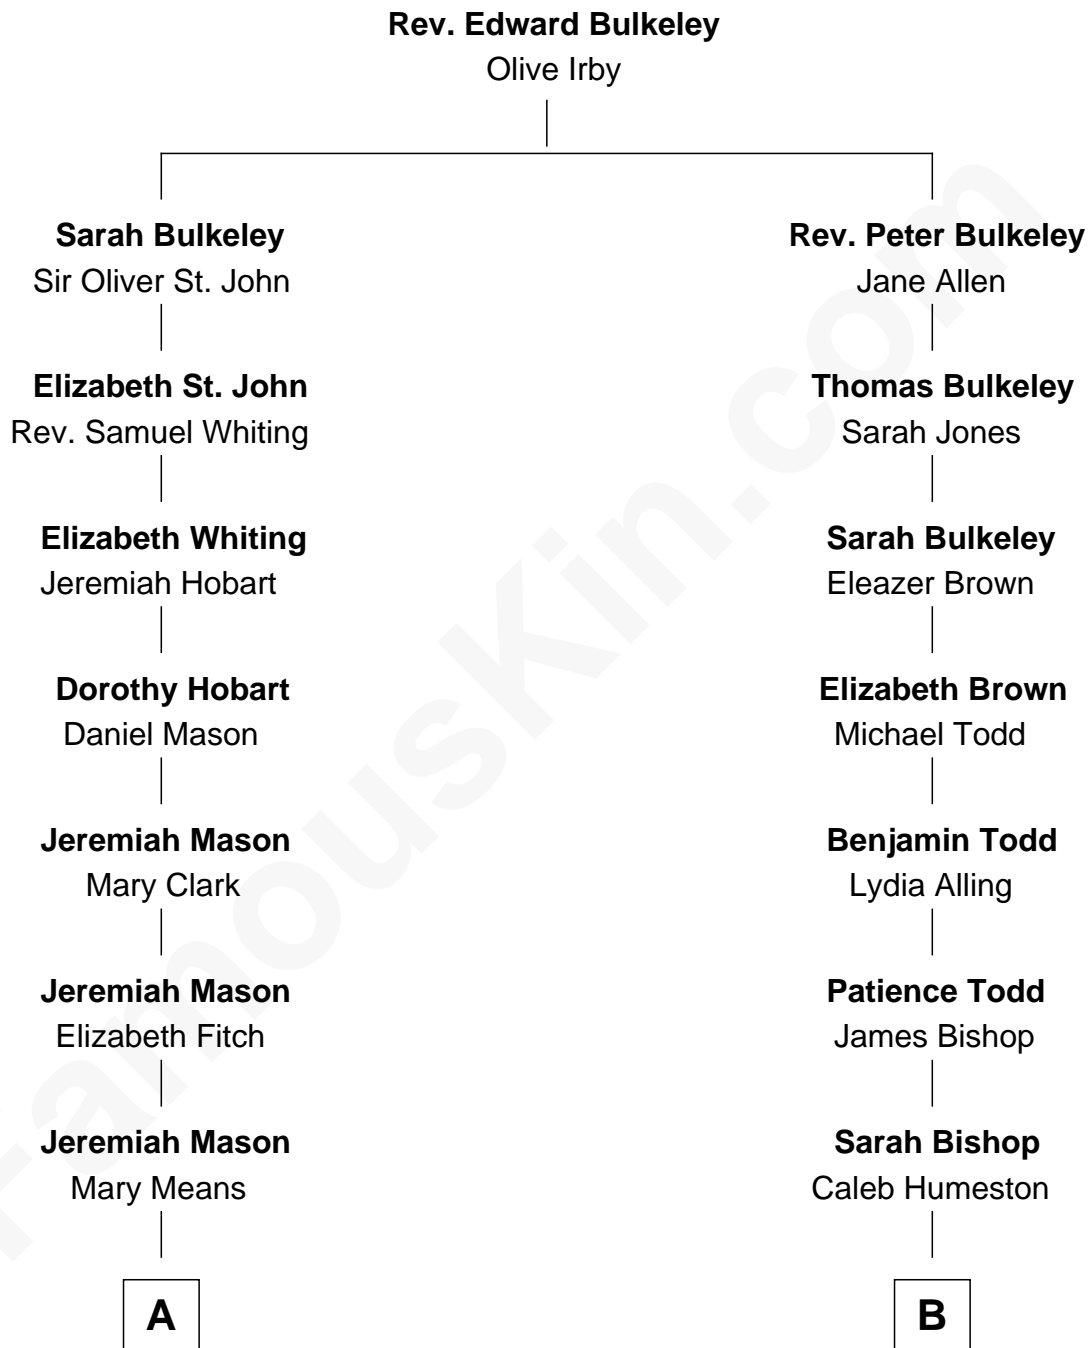 Rev. Edward Bulkeley
Olive Irby
Sarah Bulkeley
Sir Oliver St. John
Rev. Peter Bulkeley
Jane Allen
Elizabeth St. John
Rev. Samuel Whiting
Thomas Bulkeley
Sarah Jones
Elizabeth Whiting
Jeremiah Hobart
Sarah Bulkeley
Eleazer Brown
Dorothy Hobart
Daniel Mason
Elizabeth Brown
Michael Todd
Jeremiah Mason
Mary Clark
Benjamin Todd
Lydia Alling
Jeremiah Mason
Elizabeth Fitch
Patience Todd
James Bishop
Jeremiah Mason
Mary Means
Sarah Bishop
Caleb Humeston
A
B
FamousKin.com